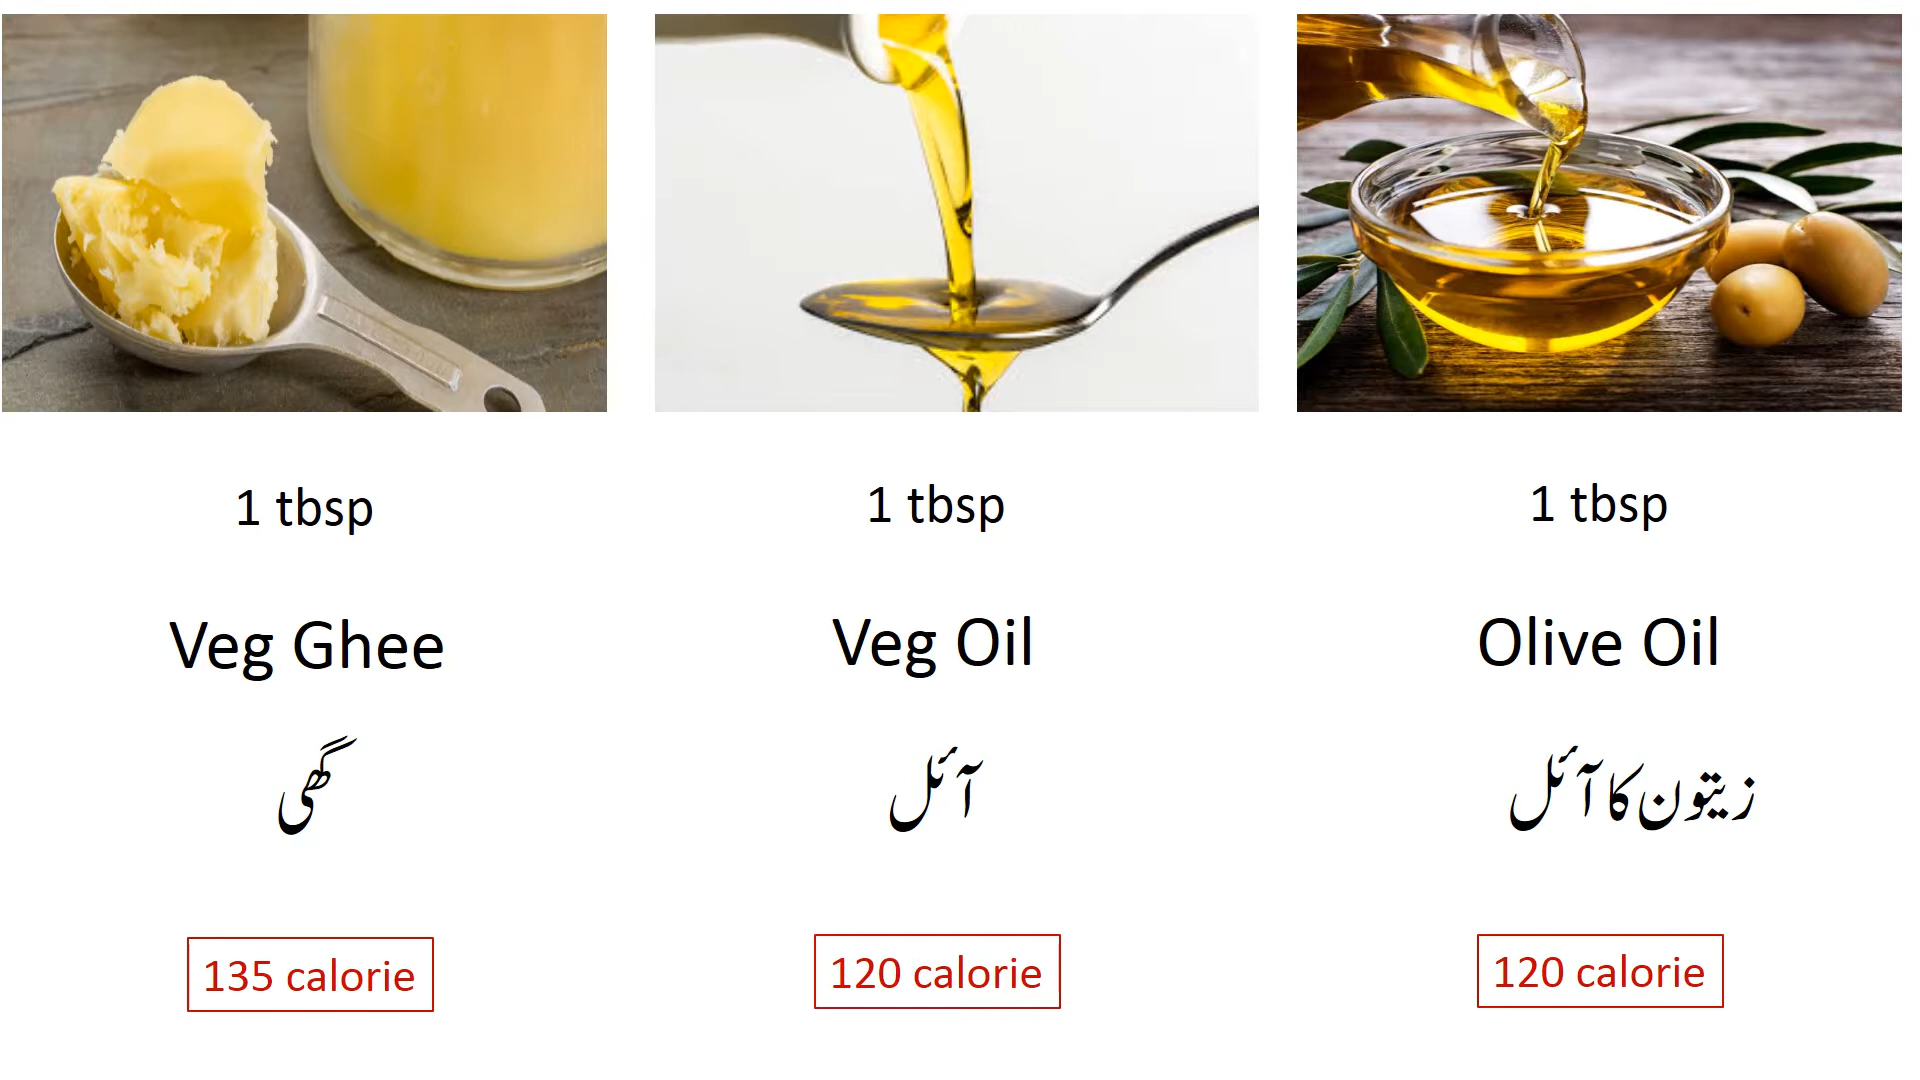 1 tbsp
1 tbsp
1 tbsp
Veg Ghee
Veg Oil
Olive Oil
گھی
آئل
زیتون کا آئل
135 calorie
120 calorie
120 calorie